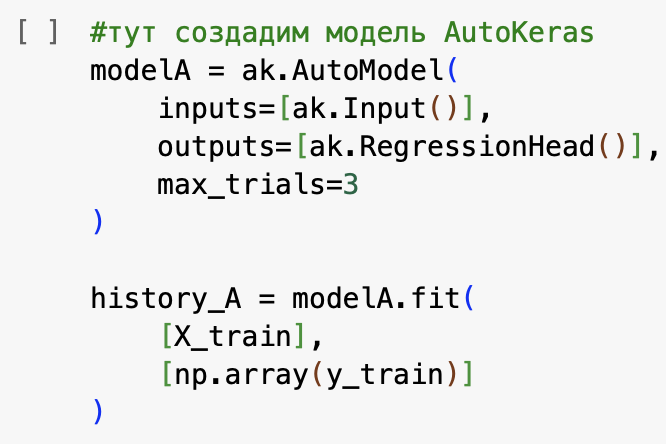 [ ] #тут создадим модель AutoKeras
modelA = ak.AutoModel(
    inputs=[ak.Input()],
    outputs=[ak.RegressionHead()],
    max_trials=3
)

history_A = modelA.fit(
    [X_train],
    [np.array(y_train)]
)